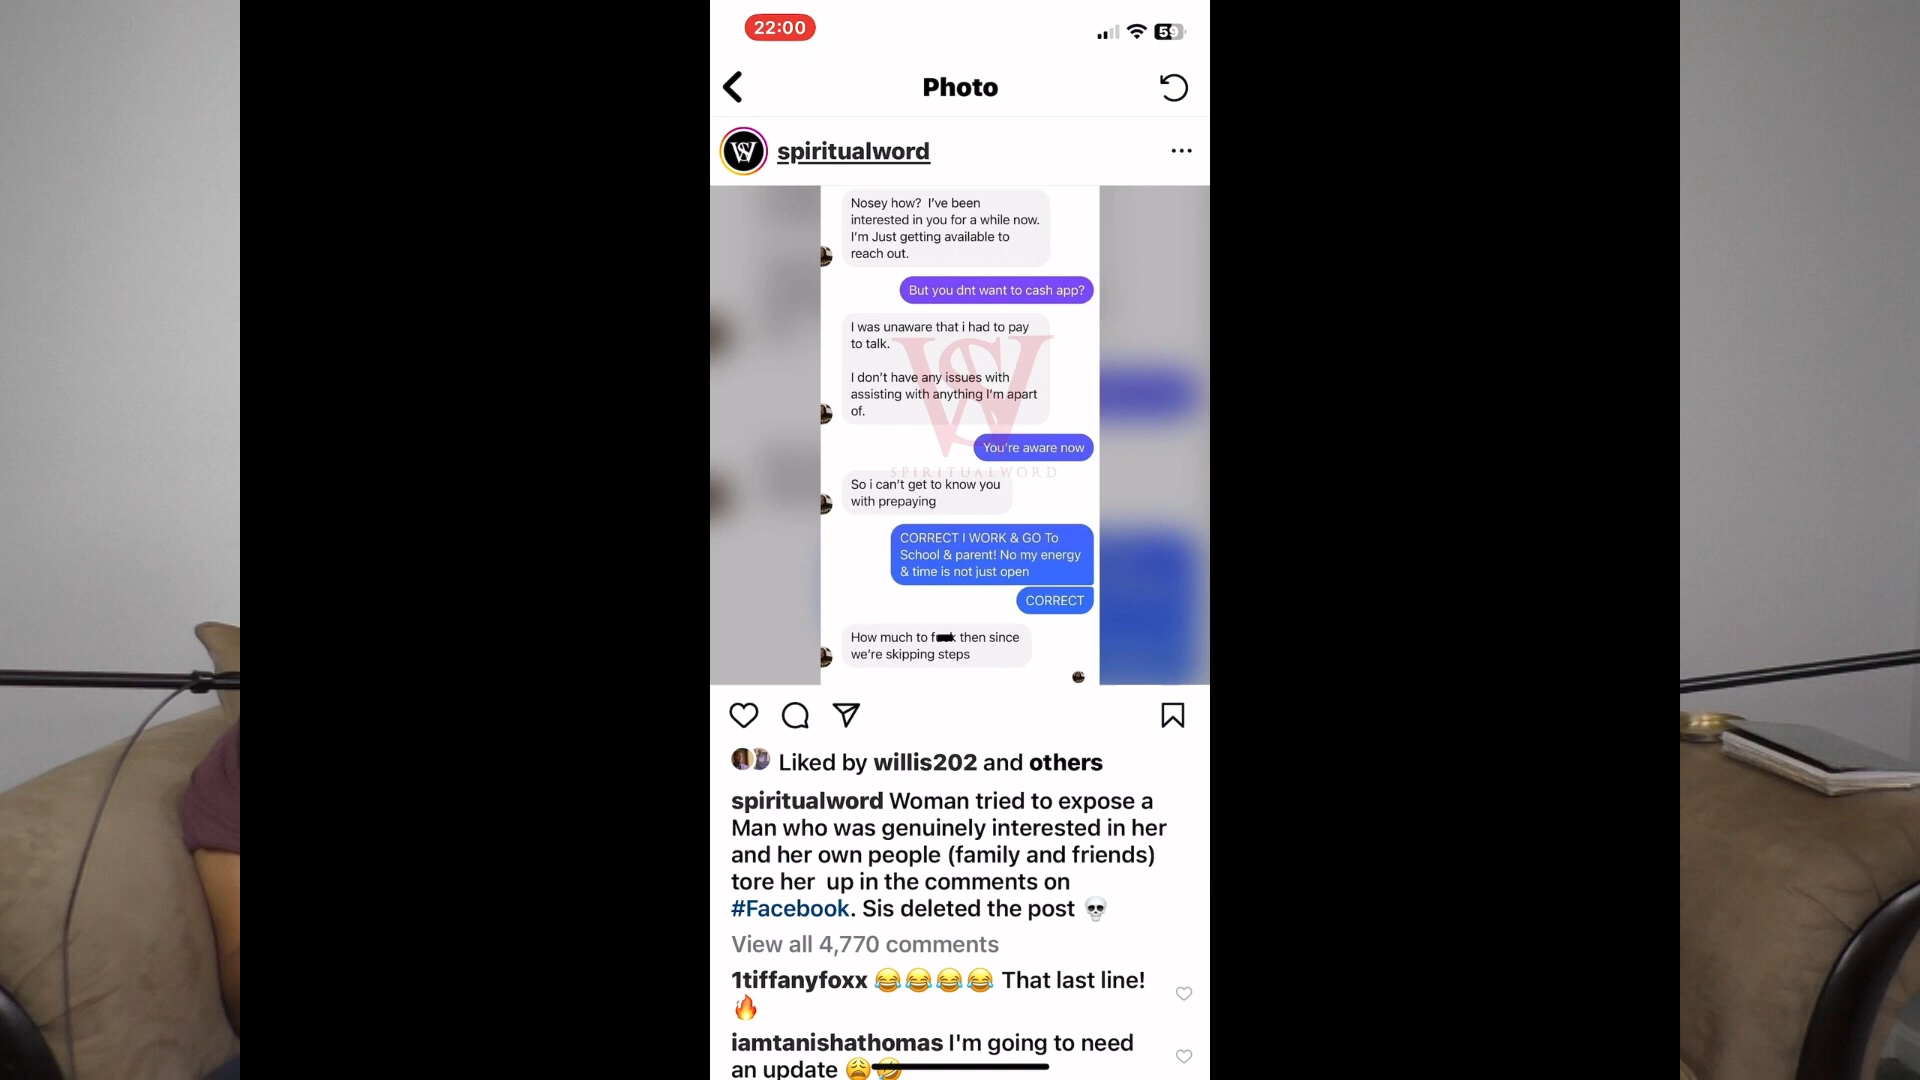 22:00
59
Photo
spiritualword
Nosey how? I've been
interested in you for a while now.
I'm Just getting available to
reach out.
But you dnt want to cash app?
I was unaware that i had to pay
to talk.
I don't have any issues with
assisting with anything I'm apart
of.
You're aware now
SPIRITUALWORD
So i can't get to know you
with prepaying
CORRECT I WORK & GO To
School & parent! No my energy
& time is not just open
CORRECT
How much to f k then since
we're skipping steps
Liked by willis202 and others
spiritualword Woman tried to expose a
Man who was genuinely interested in her
and her own people (family and friends)
tore her up in the comments on
#Facebook. Sis deleted the post 💀
View all 4,770 comments
1tiffanyfoxx 😂😂😂😂 That last line!
🔥
iamtanishathomas I'm going to need
an update 😩🤣